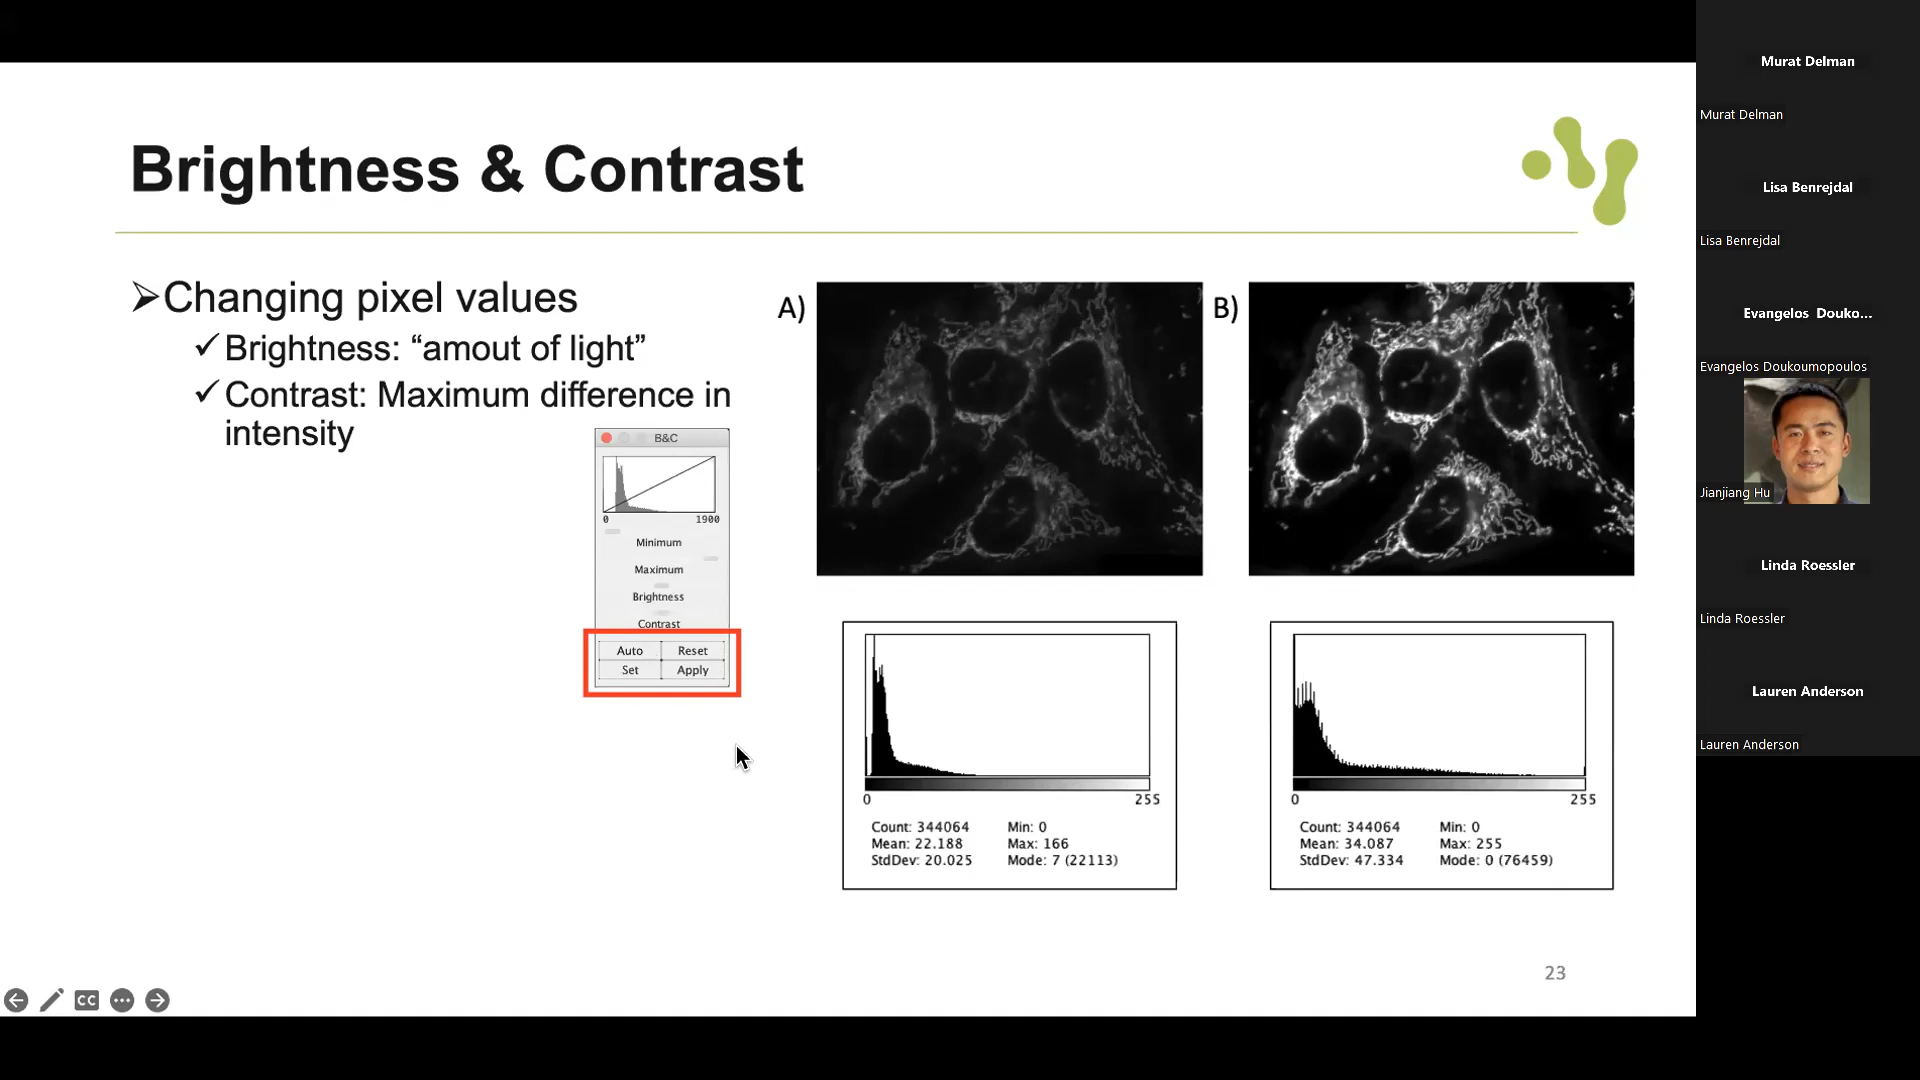 Brightness & Contrast
➢Changing pixel values
✓Brightness: “amout of light”
✓Contrast: Maximum difference in
intensity
B&C
0 1900
Minimum
Maximum
Brightness
Contrast
Auto Reset
Set Apply
A)
B)
0 255
Count: 344064 Min: 0
Mean: 22.188 Max: 166
StdDev: 20.025 Mode: 7 (22113)
0 255
Count: 344064 Min: 0
Mean: 34.087 Max: 255
StdDev: 47.334 Mode: 0 (76459)
23
CC
Murat Delman
Murat Delman
Lisa Benrejdal
Lisa Benrejdal
Evangelos Douko...
Evangelos Doukoumopoulos
Jianjiang Hu
Linda Roessler
Linda Roessler
Lauren Anderson
Lauren Anderson